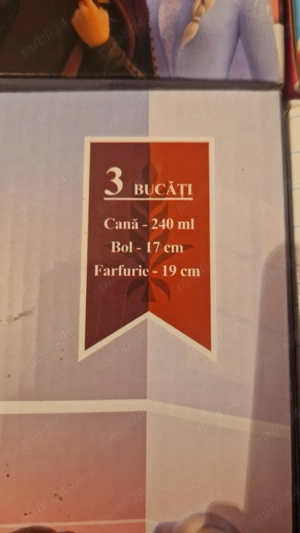 3 BUCĂȚI
Cană - 240 ml
Bol - 17 cm
Farfurie - 19 cm